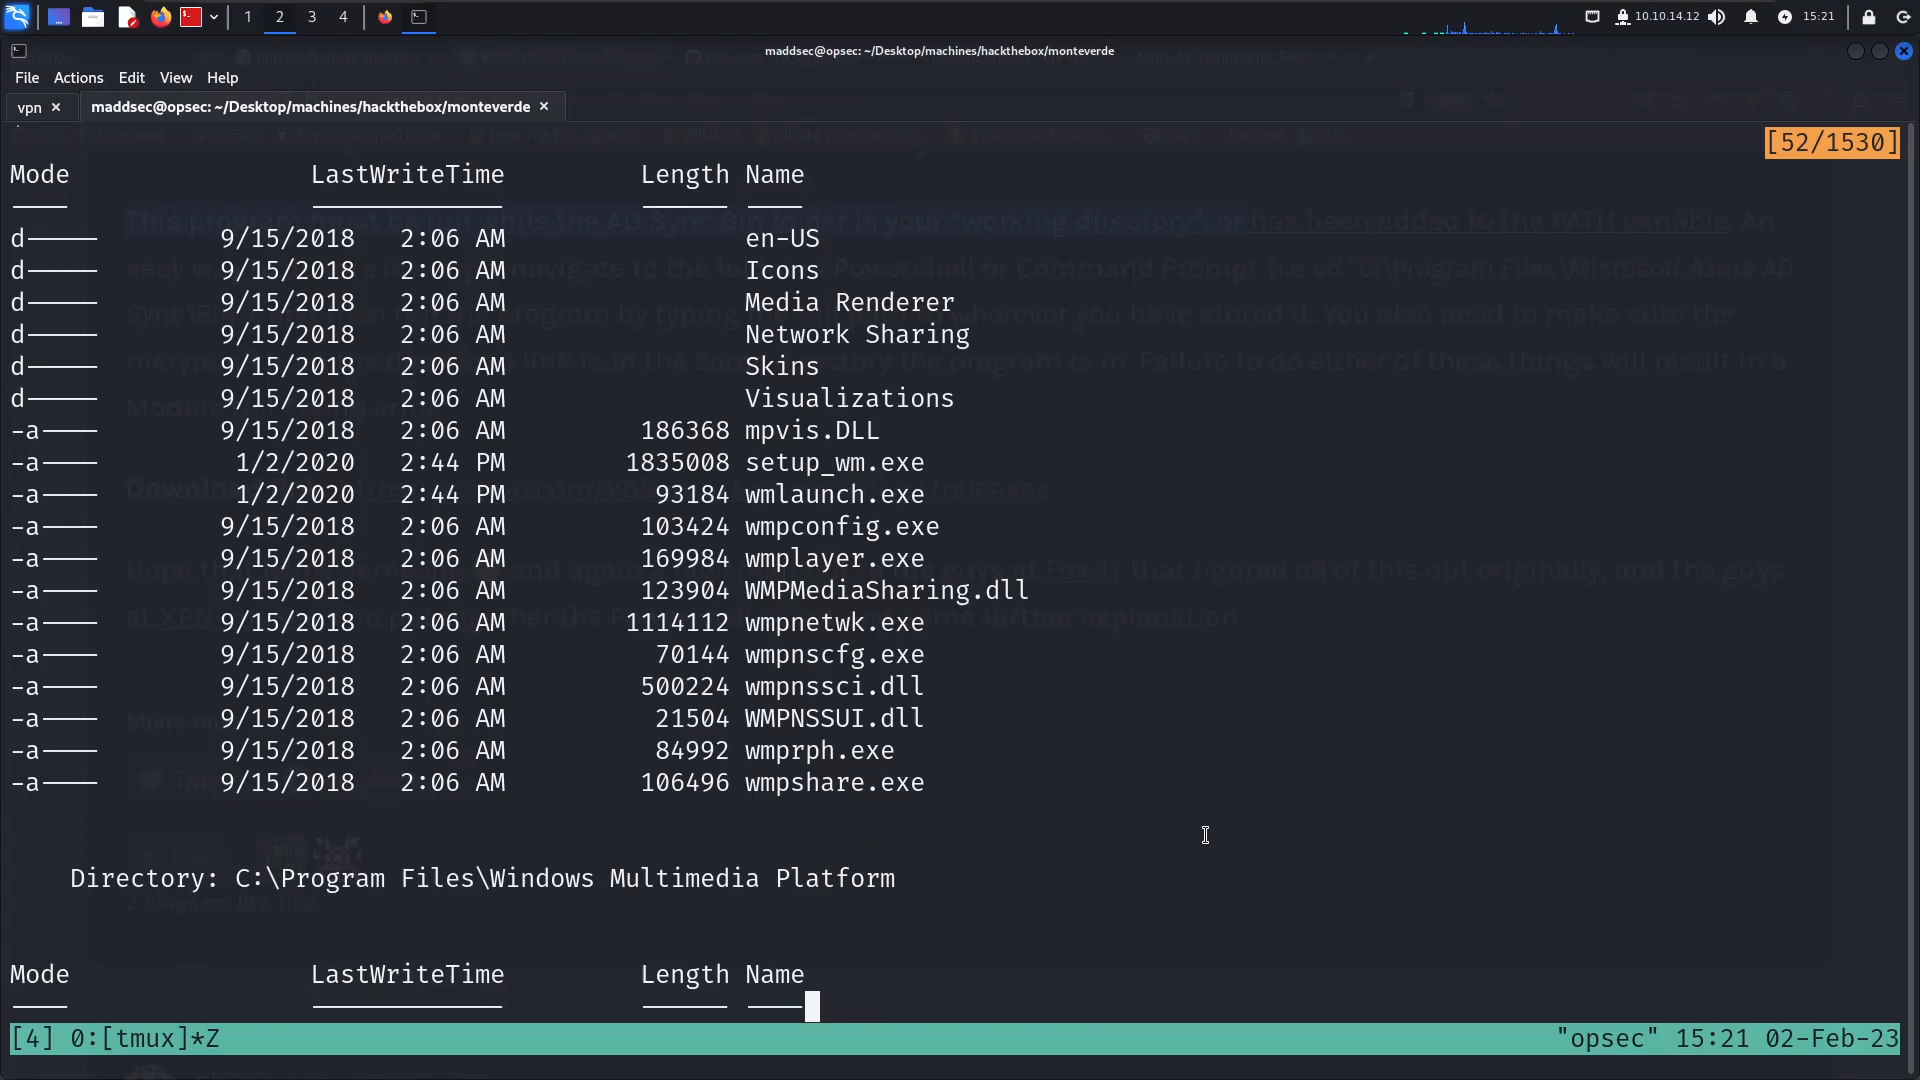 1 2 3 4 10.10.14.12 15:21
maddsec@opsec: ~/Desktop/machines/hackthebox/monteverde
File Actions Edit View Help
vpn × maddsec@opsec: ~/Desktop/machines/hackthebox/monteverde ×
[52/1530]
Mode LastWriteTime Length Name
d----- 9/15/2018 2:06 AM en-US
d----- 9/15/2018 2:06 AM Icons
d----- 9/15/2018 2:06 AM Media Renderer
d----- 9/15/2018 2:06 AM Network Sharing
d----- 9/15/2018 2:06 AM Skins
d----- 9/15/2018 2:06 AM Visualizations
-a---- 9/15/2018 2:06 AM 186368 mpvis.DLL
-a---- 1/2/2020 2:44 PM 1835008 setup_wm.exe
-a---- 1/2/2020 2:44 PM 93184 wmlaunch.exe
-a---- 9/15/2018 2:06 AM 103424 wmpconfig.exe
-a---- 9/15/2018 2:06 AM 169984 wmplayer.exe
-a---- 9/15/2018 2:06 AM 123904 WMPMediaSharing.dll
-a---- 9/15/2018 2:06 AM 1114112 wmpnetwk.exe
-a---- 9/15/2018 2:06 AM 70144 wmpnscfg.exe
-a---- 9/15/2018 2:06 AM 500224 wmpnssci.dll
-a---- 9/15/2018 2:06 AM 21504 WMPNSSUI.dll
-a---- 9/15/2018 2:06 AM 84992 wmprph.exe
-a---- 9/15/2018 2:06 AM 106496 wmpshare.exe
Directory: C:\Program Files\Windows Multimedia Platform
Mode LastWriteTime Length Name
[4] 0:[tmux]*Z "opsec" 15:21 02-Feb-23